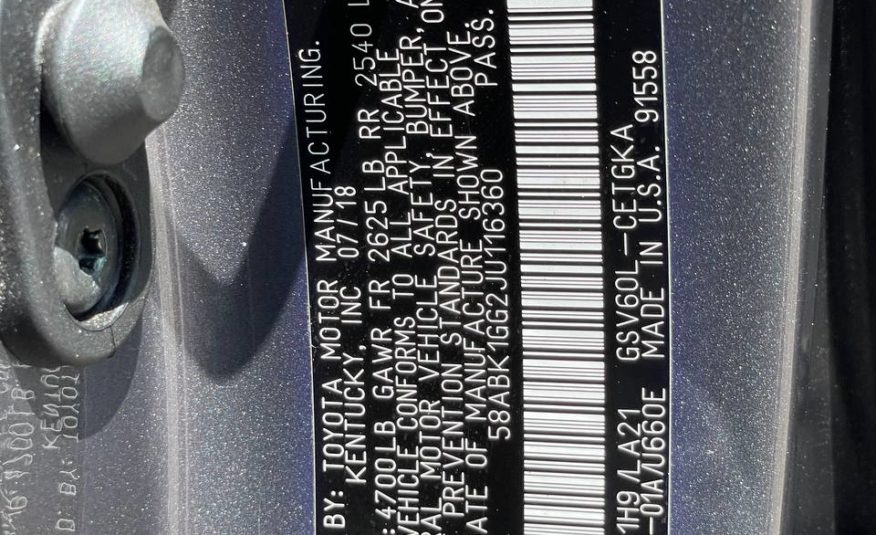 BY: TOYOTA MOTOR MANUFACTURING.
KENTUCKY INC 07/18
: 4700LB GAWR FR 2625 LB RR 2540 L
VEHICLE CONFORMS TO ALL APPLICABLE
MOTOR VEHICLE SAFETY, BUMPER, A
PREVENTION STANDARDS IN EFFECT ON
ATE OF MANUFACTURE SHOWN ABOVE.
58ABK1GG2JU116360 PASS.
1H9/LA21 GSV60L-CETGKA
-01A/U660E MADE IN U.S.A. 91558